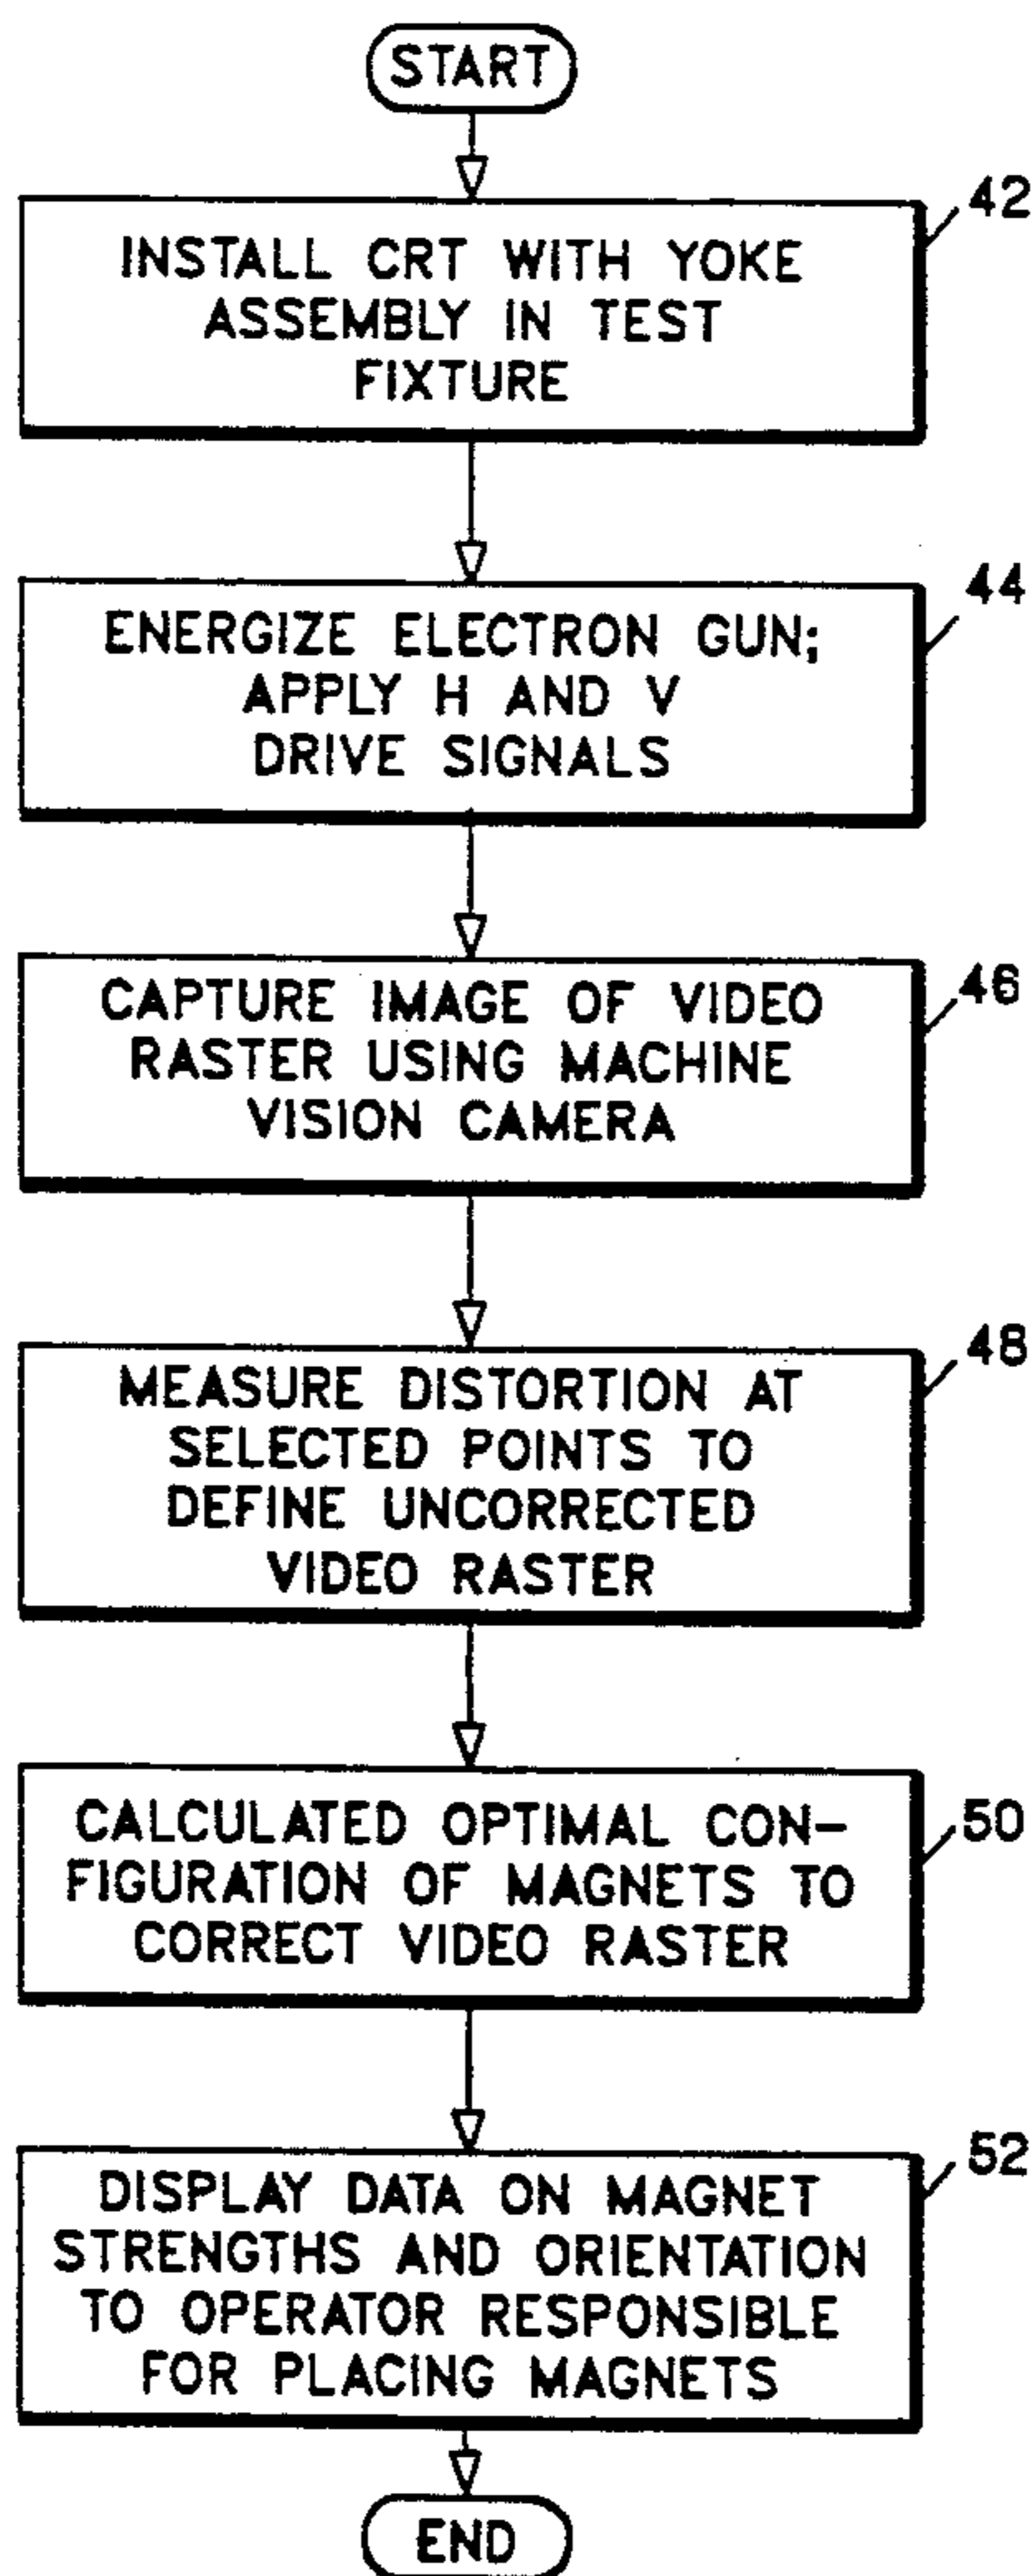 START
42
INSTALL CRT WITH YOKE
ASSEMBLY IN TEST
FIXTURE
44
ENERGIZE ELECTRON GUN;
APPLY H AND V
DRIVE SIGNALS
46
CAPTURE IMAGE OF VIDEO
RASTER USING MACHINE
VISION CAMERA
48
MEASURE DISTORTION AT
SELECTED POINTS TO
DEFINE UNCORRECTED
VIDEO RASTER
50
CALCULATED OPTIMAL CON-
FIGURATION OF MAGNETS TO
CORRECT VIDEO RASTER
52
DISPLAY DATA ON MAGNET
STRENGTHS AND ORIENTATION
TO OPERATOR RESPONSIBLE
FOR PLACING MAGNETS
END